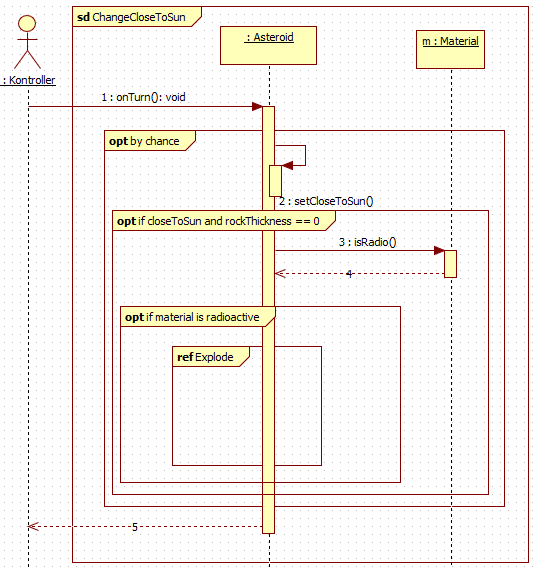 sd ChangeCloseToSun
: Asteroid
m : Material
: Kontroller
1 : onTurn(): void
opt by chance
2 : setCloseToSun()
opt if closeToSun and rockThickness == 0
3 : isRadio()
4
opt if material is radioactive
ref Explode
5